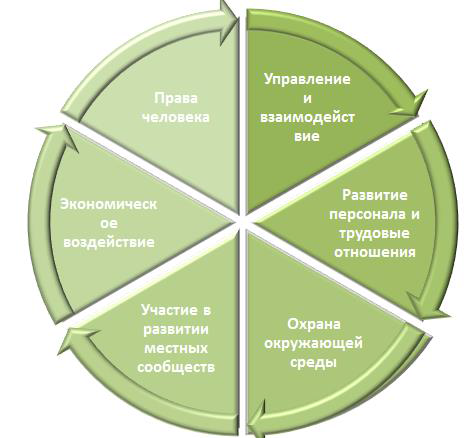 Управление
и
взаимодейст
вие
Развитие
персонала и
трудовые
отношения
Охрана
окружающей
среды
Участие в
развитии
местных
сообществ
Экономическ
ое
воздействие
Права
человека